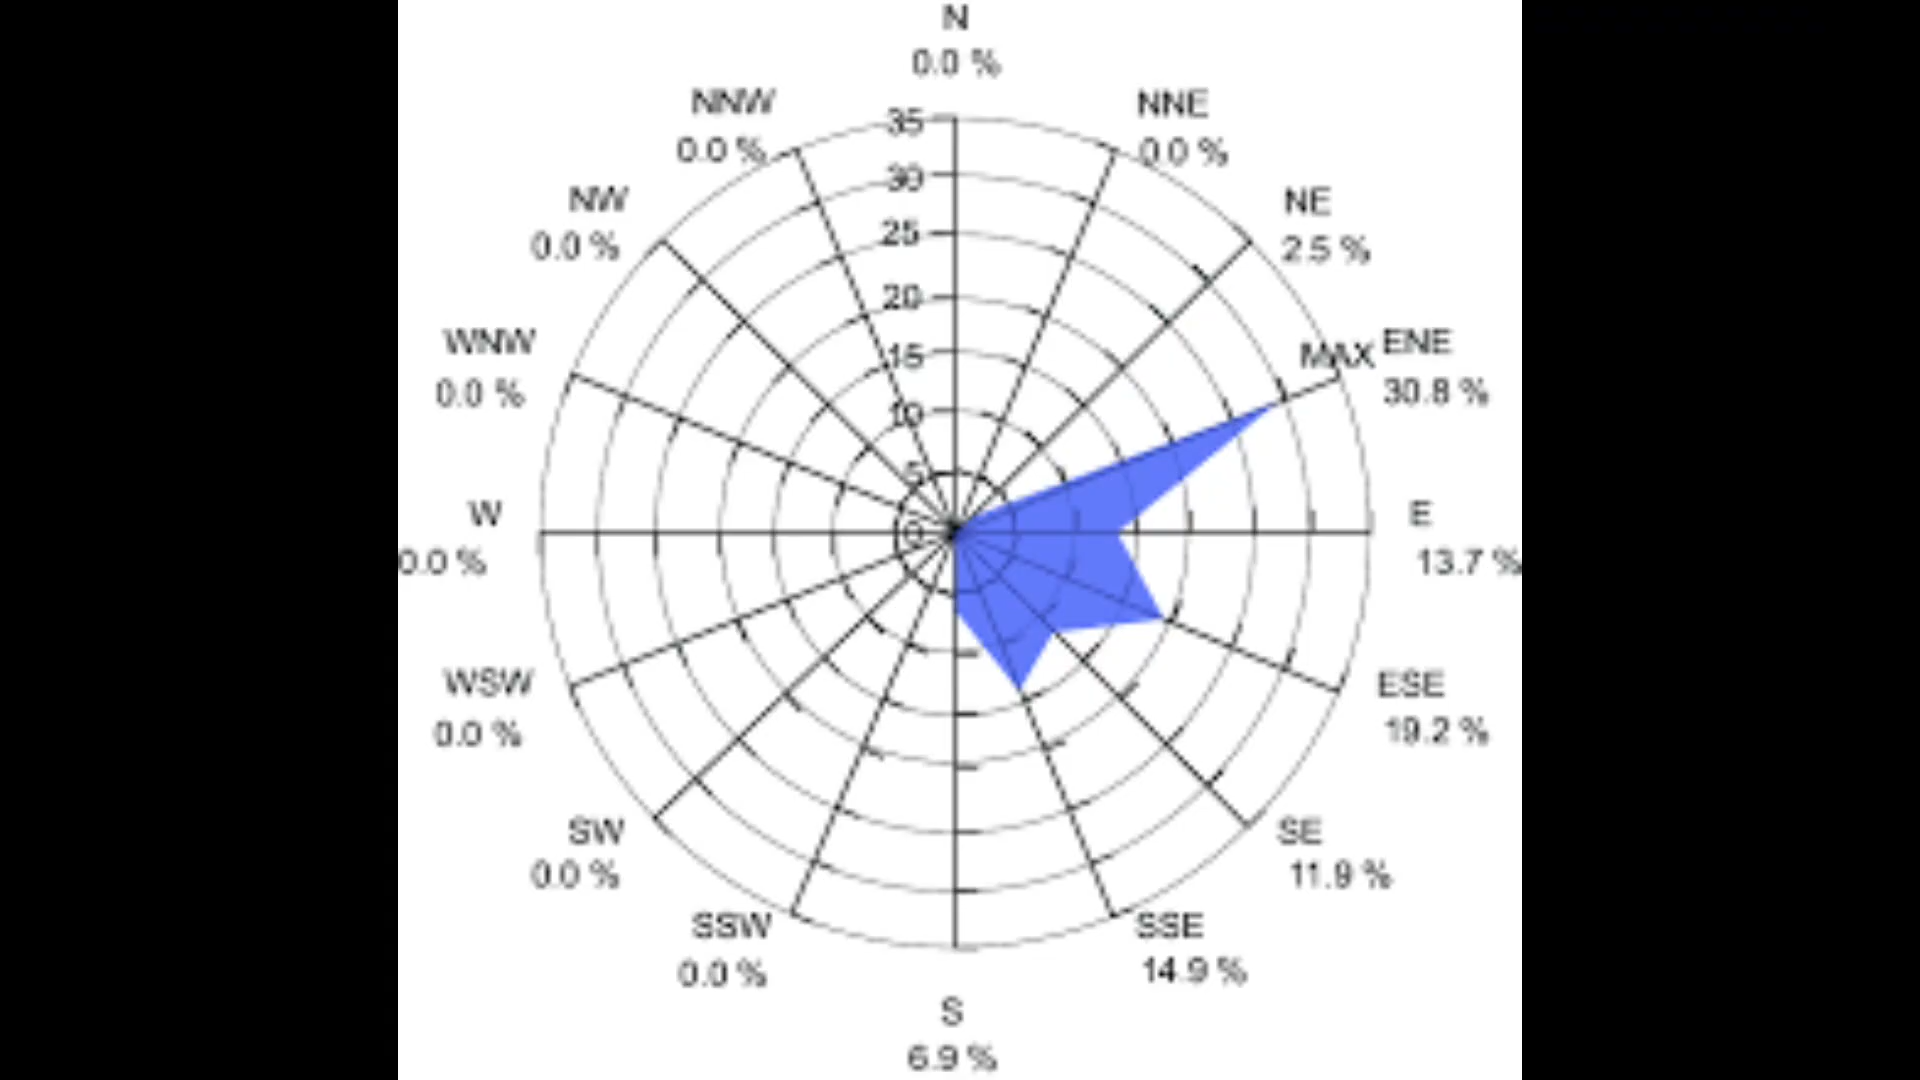 N
0.0 %
NNW
0.0 %
NNE
0.0 %
35
30
25
20
15
10
5
0
NW
0.0 %
NE
2.5 %
WNW
0.0 %
MAX
ENE
30.8 %
W
0.0 %
E
13.7 %
WSW
0.0 %
ESE
19.2 %
SW
0.0 %
SE
11.9 %
SSW
0.0 %
SSE
14.9 %
S
6.9 %